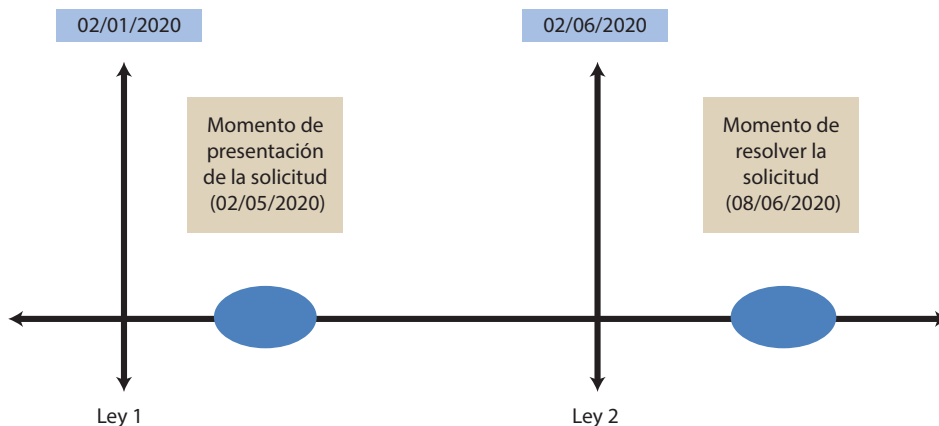 02/01/2020
02/06/2020
Momento de
presentación
de la solicitud
(02/05/2020)
Momento de
resolver la
solicitud
(08/06/2020)
Ley 1
Ley 2